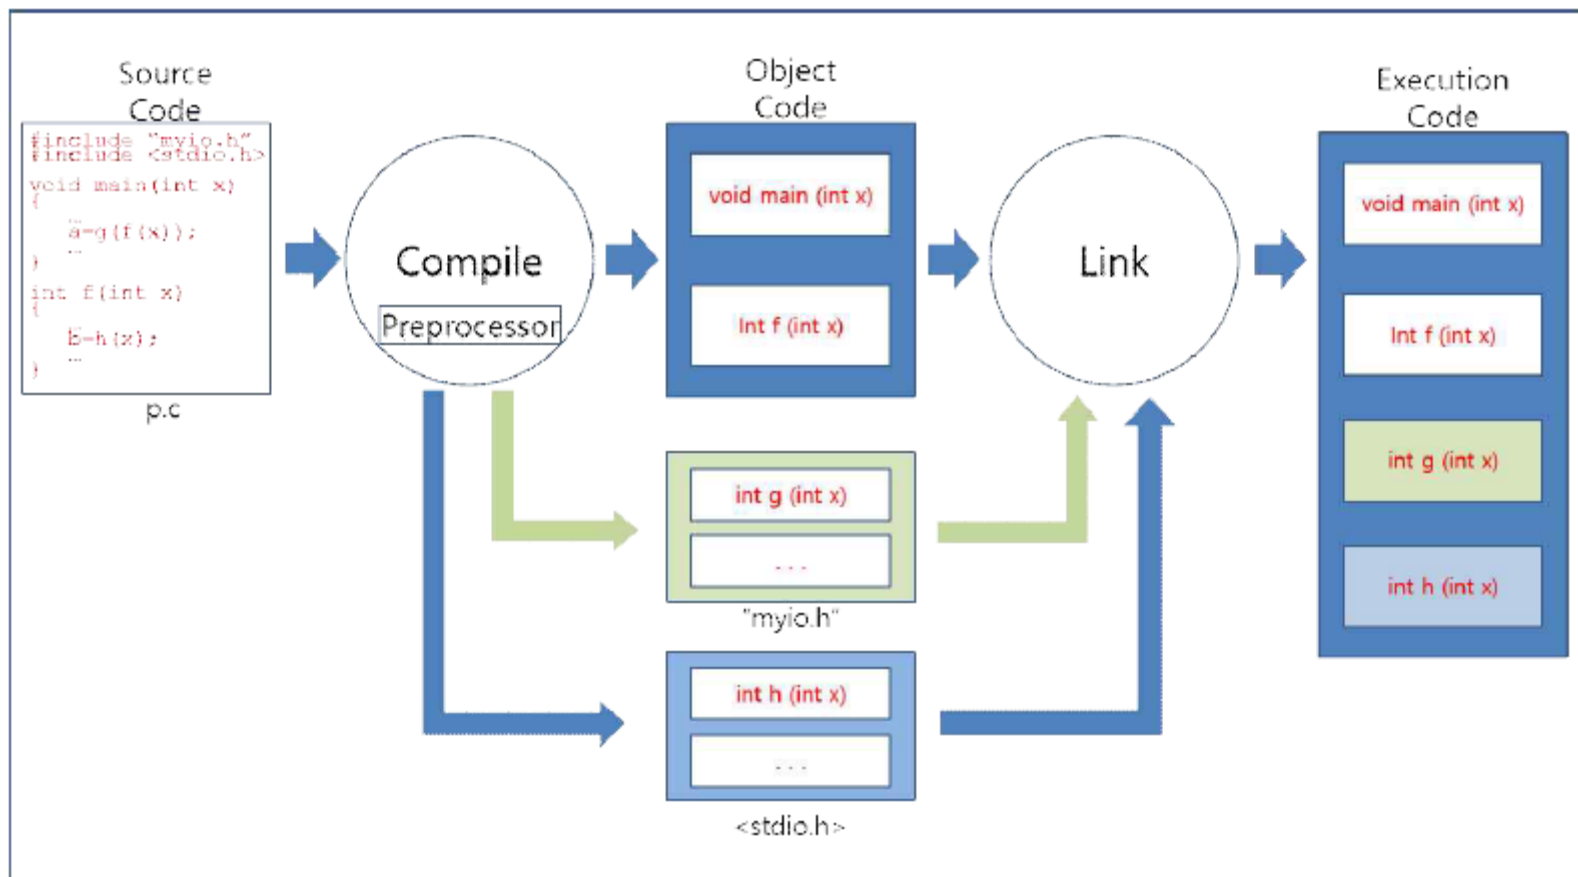 Source
Code
#include "myio.h"
#include <stdio.h>
void main(int x)
{
...
a=g(f(x));
...
}
int f(int x)
{
...
b=h(x);
...
}
p.c
Compile
Preprocessor
Object
Code
void main (int x)
Int f (int x)
int g (int x)
...
"myio.h"
int h (int x)
...
<stdio.h>
Link
Execution
Code
void main (int x)
Int f (int x)
int g (int x)
int h (int x)